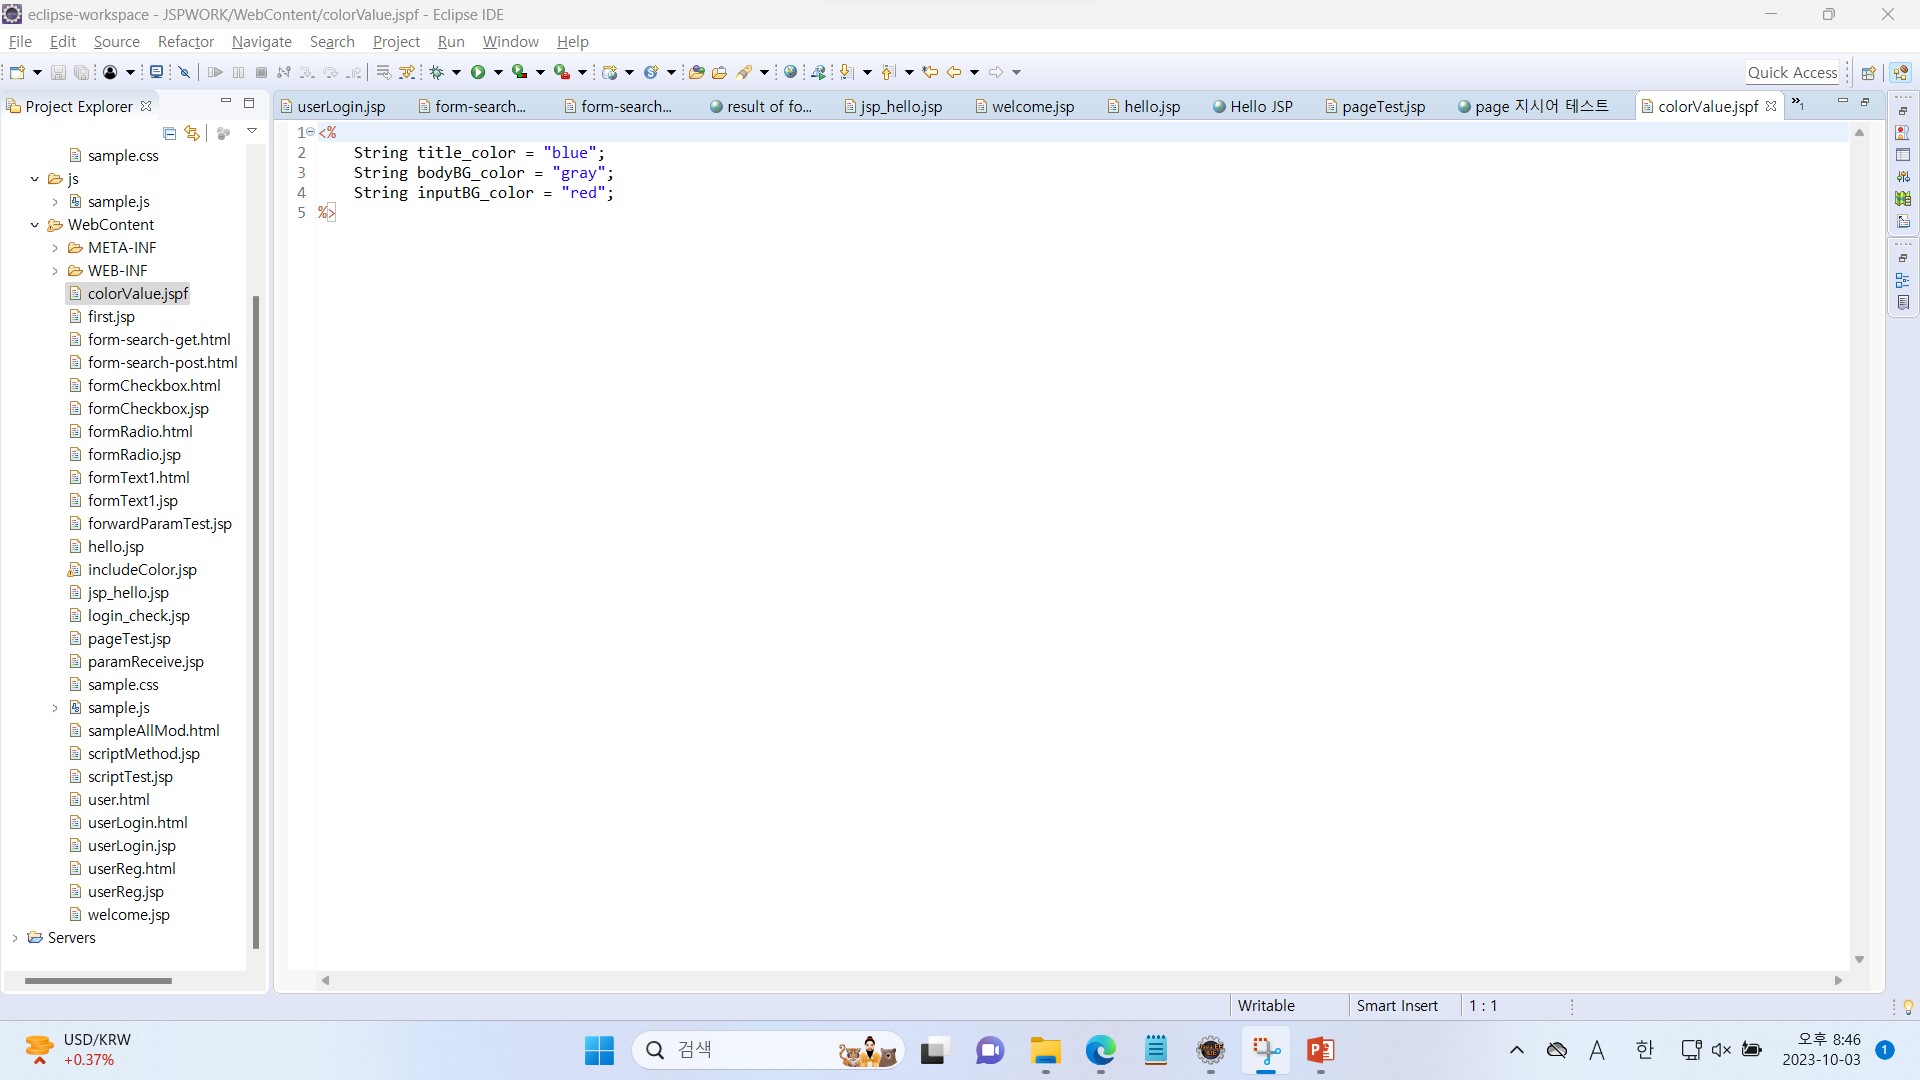 eclipse-workspace - JSPWORK/WebContent/colorValue.jspf - Eclipse IDE
File Edit Source Refactor Navigate Search Project Run Window Help
Quick Access
Project Explorer
userLogin.jsp form-search... form-search... result of fo... jsp_hello.jsp welcome.jsp hello.jsp Hello JSP pageTest.jsp page 지시어 테스트 colorValue.jspf »1
sample.css
js
sample.js
WebContent
META-INF
WEB-INF
colorValue.jspf
first.jsp
form-search-get.html
form-search-post.html
formCheckbox.html
formCheckbox.jsp
formRadio.html
formRadio.jsp
formText1.html
formText1.jsp
forwardParamTest.jsp
hello.jsp
includeColor.jsp
jsp_hello.jsp
login_check.jsp
pageTest.jsp
paramReceive.jsp
sample.css
sample.js
sampleAllMod.html
scriptMethod.jsp
scriptTest.jsp
user.html
userLogin.html
userLogin.jsp
userReg.html
userReg.jsp
welcome.jsp
Servers
1 <%
2 String title_color = "blue";
3 String bodyBG_color = "gray";
4 String inputBG_color = "red";
5 %>
Writable Smart Insert 1 : 1
USD/KRW
+0.37%
검색
A 한
오후 8:46
2023-10-03
1